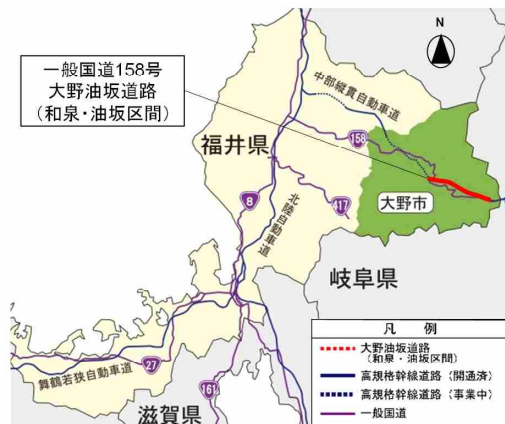 N
一般国道158号
大野油坂道路
(和泉・油坂区間)
中部縦貫自動車道
158
福井県
大野市
8
417
北陸自動車道
岐阜県
27
舞鶴若狭自動車道
161
滋賀県
凡 例
大野油坂道路
(和泉・油坂区間)
高規格幹線道路（開通済）
高規格幹線道路（事業中）
一般国道